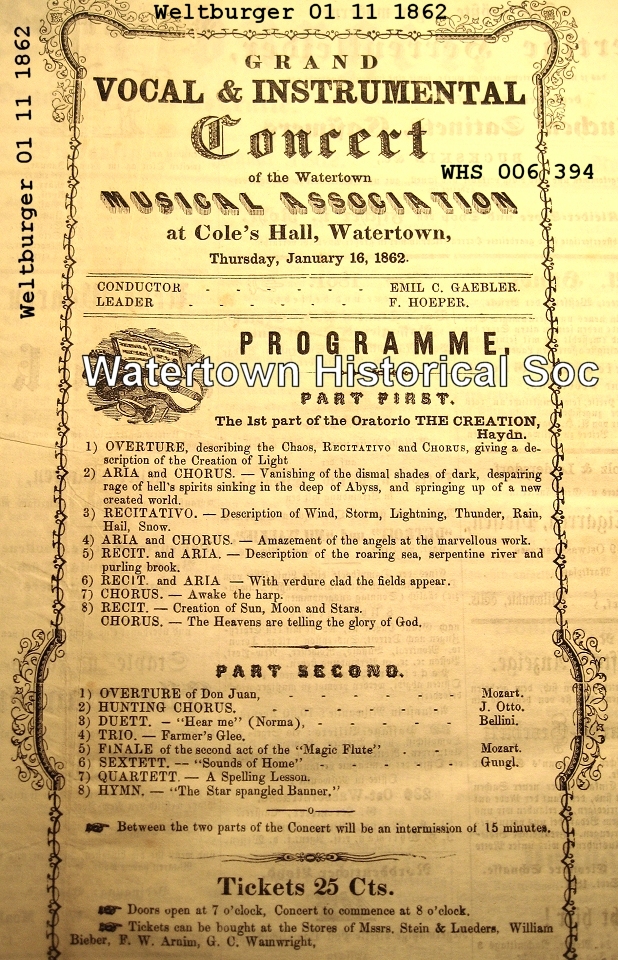 Weltburger 01 11 1862
Weltburger 01 11 1862
GRAND
VOCAL & INSTRUMENTAL
Concert
of the Watertown
WHS 006 394
MUSICAL ASSOCIATION
at Cole's Hall, Watertown,
Thursday, January 16, 1862.
CONDUCTOR - - - - - - EMIL C. GAEBLER.
LEADER - - - - - - F. HOEPER.
PROGRAMME,
Watertown Historical Soc
PART FIRST.
The 1st part of the Oratorio THE CREATION,
Haydn.
1) OVERTURE, describing the Chaos, RECITATIVO and CHORUS, giving a de-
scription of the Creation of Light
2) ARIA and CHORUS. — Vanishing of the dismal shades of dark, despairing
rage of hell's spirits sinking in the deep of Abyss, and springing up of a new
created world.
3) RECITATIVO. — Description of Wind, Storm, Lightning, Thunder, Rain,
Hail, Snow.
4) ARIA and CHORUS. — Amazement of the angels at the marvellous work.
5) RECIT. and ARIA. — Description of the roaring sea, serpentine river and
purling brook.
6) RECIT. and ARIA — With verdure clad the fields appear.
7) CHORUS. — Awake the harp.
8) RECIT. — Creation of Sun, Moon and Stars.
CHORUS. — The Heavens are telling the glory of God.
PART SECOND.
1) OVERTURE of Don Juan, - - - - - - Mozart.
2) HUNTING CHORUS. - - - - - - J. Otto.
3) DUETT. — "Hear me" (Norma), - - - - - Bellini.
4) TRIO. — Farmer's Glee.
5) FINALE of the second act of the "Magic Flute" - - Mozart.
6) SEXTETT. — "Sounds of Home" - - - - Gungl.
7) QUARTETT. — A Spelling Lesson.
8) HYMN. — "The Star spangled Banner."
Between the two parts of the Concert will be an intermission of 15 minutes.
Tickets 25 Cts.
Doors open at 7 o'clock, Concert to commence at 8 o'clock.
Tickets can be bought at the Stores of Mssrs. Stein & Lueders, William
Bieber, F. W. Arnim, G. C. Wainwright,